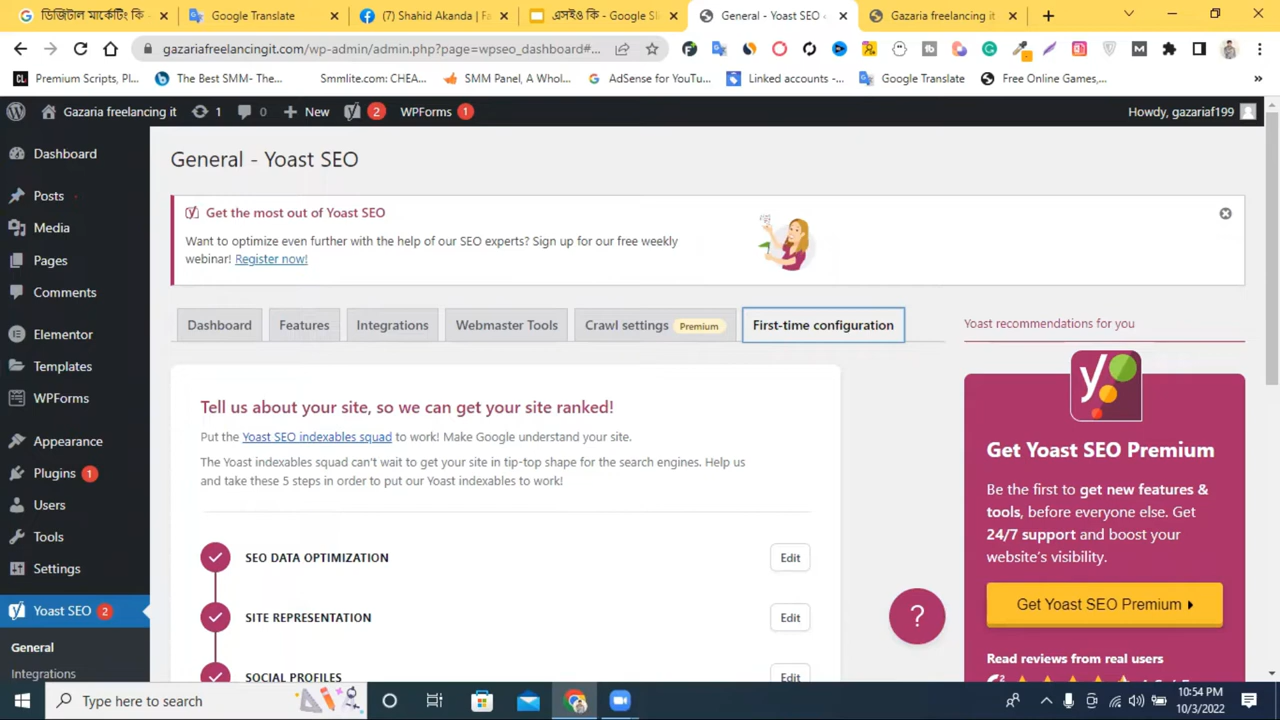 ডিজিটাল মার্কেটিং কি -
Google Translate
(7) Shahid Akanda | Fa
এসইও কি - Google Sl
General - Yoast SEO
Gazaria freelancing it
gazariafreelancingit.com/wp-admin/admin.php?page=wpseo_dashboard#...
Premium Scripts, Pl...
The Best SMM- The...
Smmlite.com: CHEA...
SMM Panel, A Whol...
AdSense for YouTu...
Linked accounts -...
Google Translate
Free Online Games,...
»
Gazaria freelancing it
1
0
New
2
WPForms 1
Howdy, gazariaf199
Dashboard
Posts
Media
Pages
Comments
Elementor
Templates
WPForms
Appearance
Plugins 1
Users
Tools
Settings
Yoast SEO 2
General
Integrations
General - Yoast SEO
Get the most out of Yoast SEO
Want to optimize even further with the help of our SEO experts? Sign up for our free weekly
webinar! Register now!
Dashboard
Features
Integrations
Webmaster Tools
Crawl settings Premium
First-time configuration
Tell us about your site, so we can get your site ranked!
Put the Yoast SEO indexables squad to work! Make Google understand your site.
The Yoast indexables squad can't wait to get your site in tip-top shape for the search engines. Help us
and take these 5 steps in order to put our Yoast indexables to work!
SEO DATA OPTIMIZATION
Edit
SITE REPRESENTATION
Edit
SOCIAL PROFILES
Edit
Yoast recommendations for you
Get Yoast SEO Premium
Be the first to get new features &
tools, before everyone else. Get
24/7 support and boost your
website's visibility.
Get Yoast SEO Premium
Read reviews from real users
?
Type here to search
10:54 PM
10/3/2022